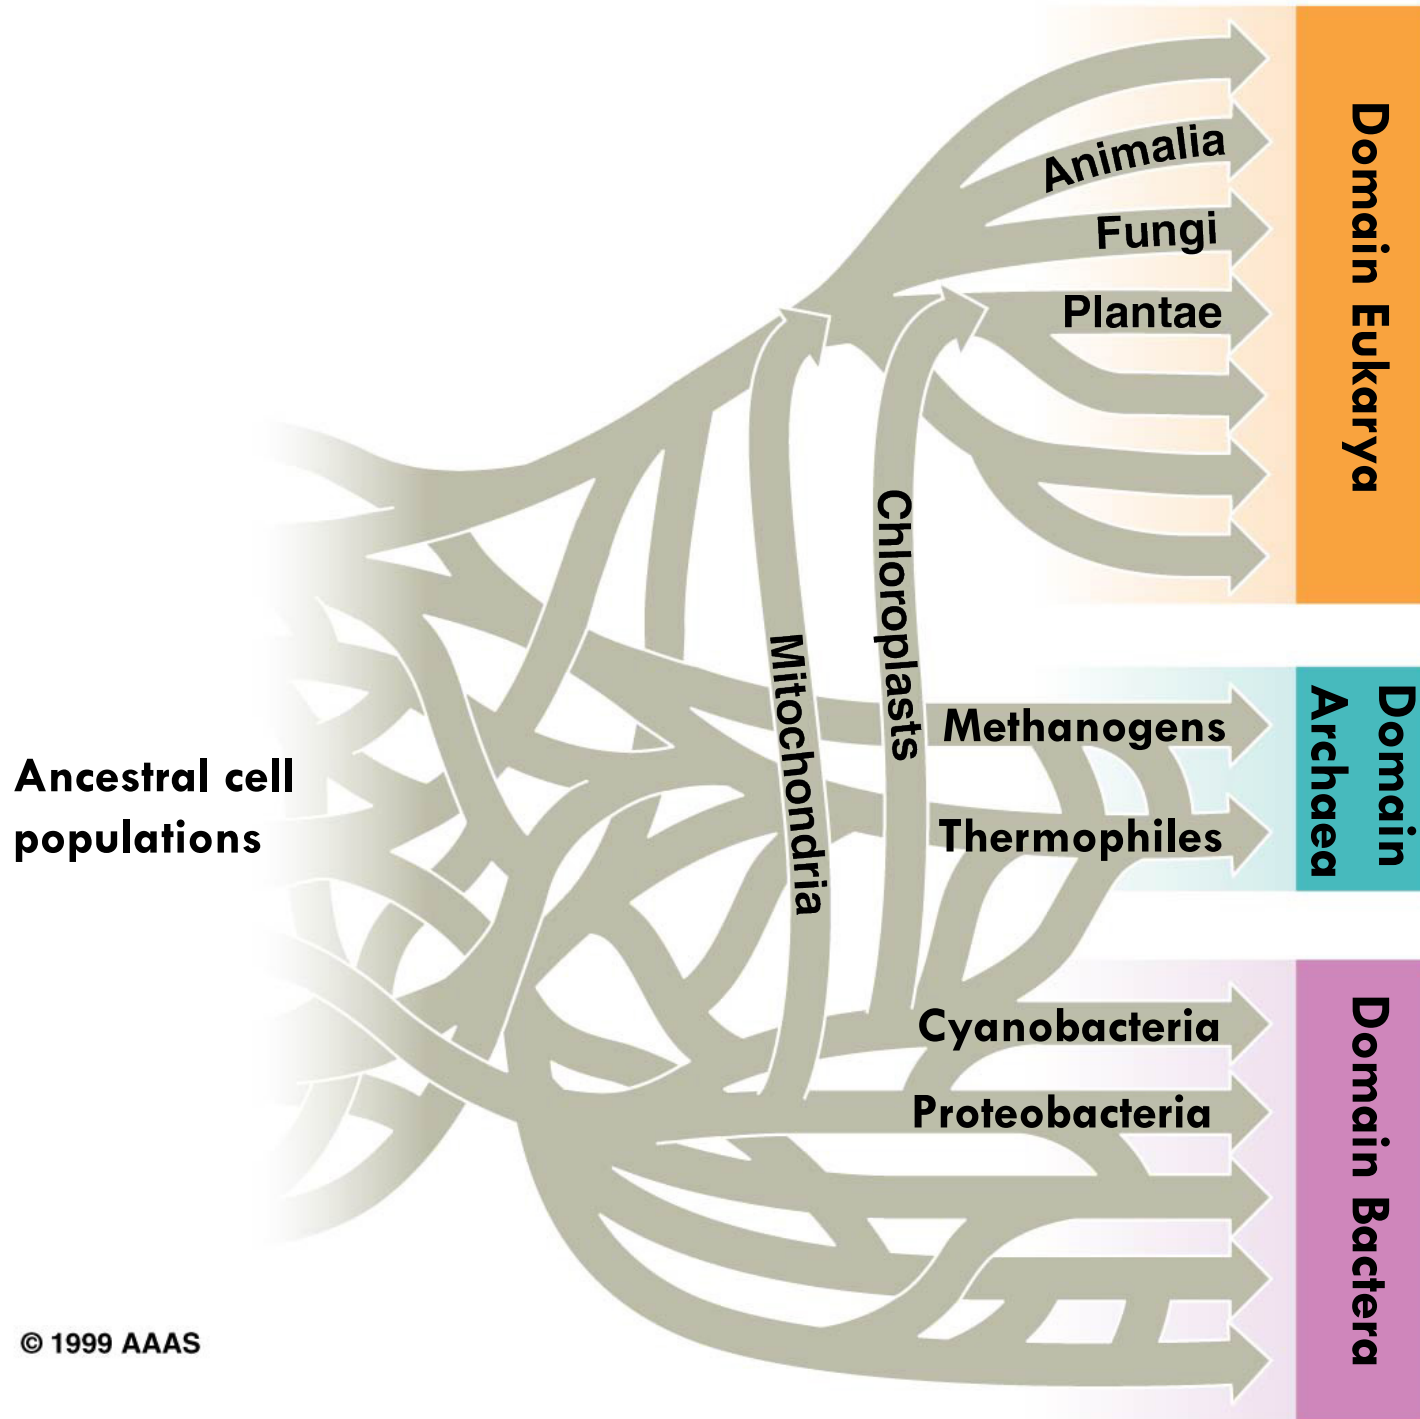 Animalia
Fungi
Plantae
Domain Eukarya
Chloroplasts
Mitochondria
Methanogens
Thermophiles
Domain
Archaea
Ancestral cell
populations
Cyanobacteria
Proteobacteria
Domain Bactera
© 1999 AAAS